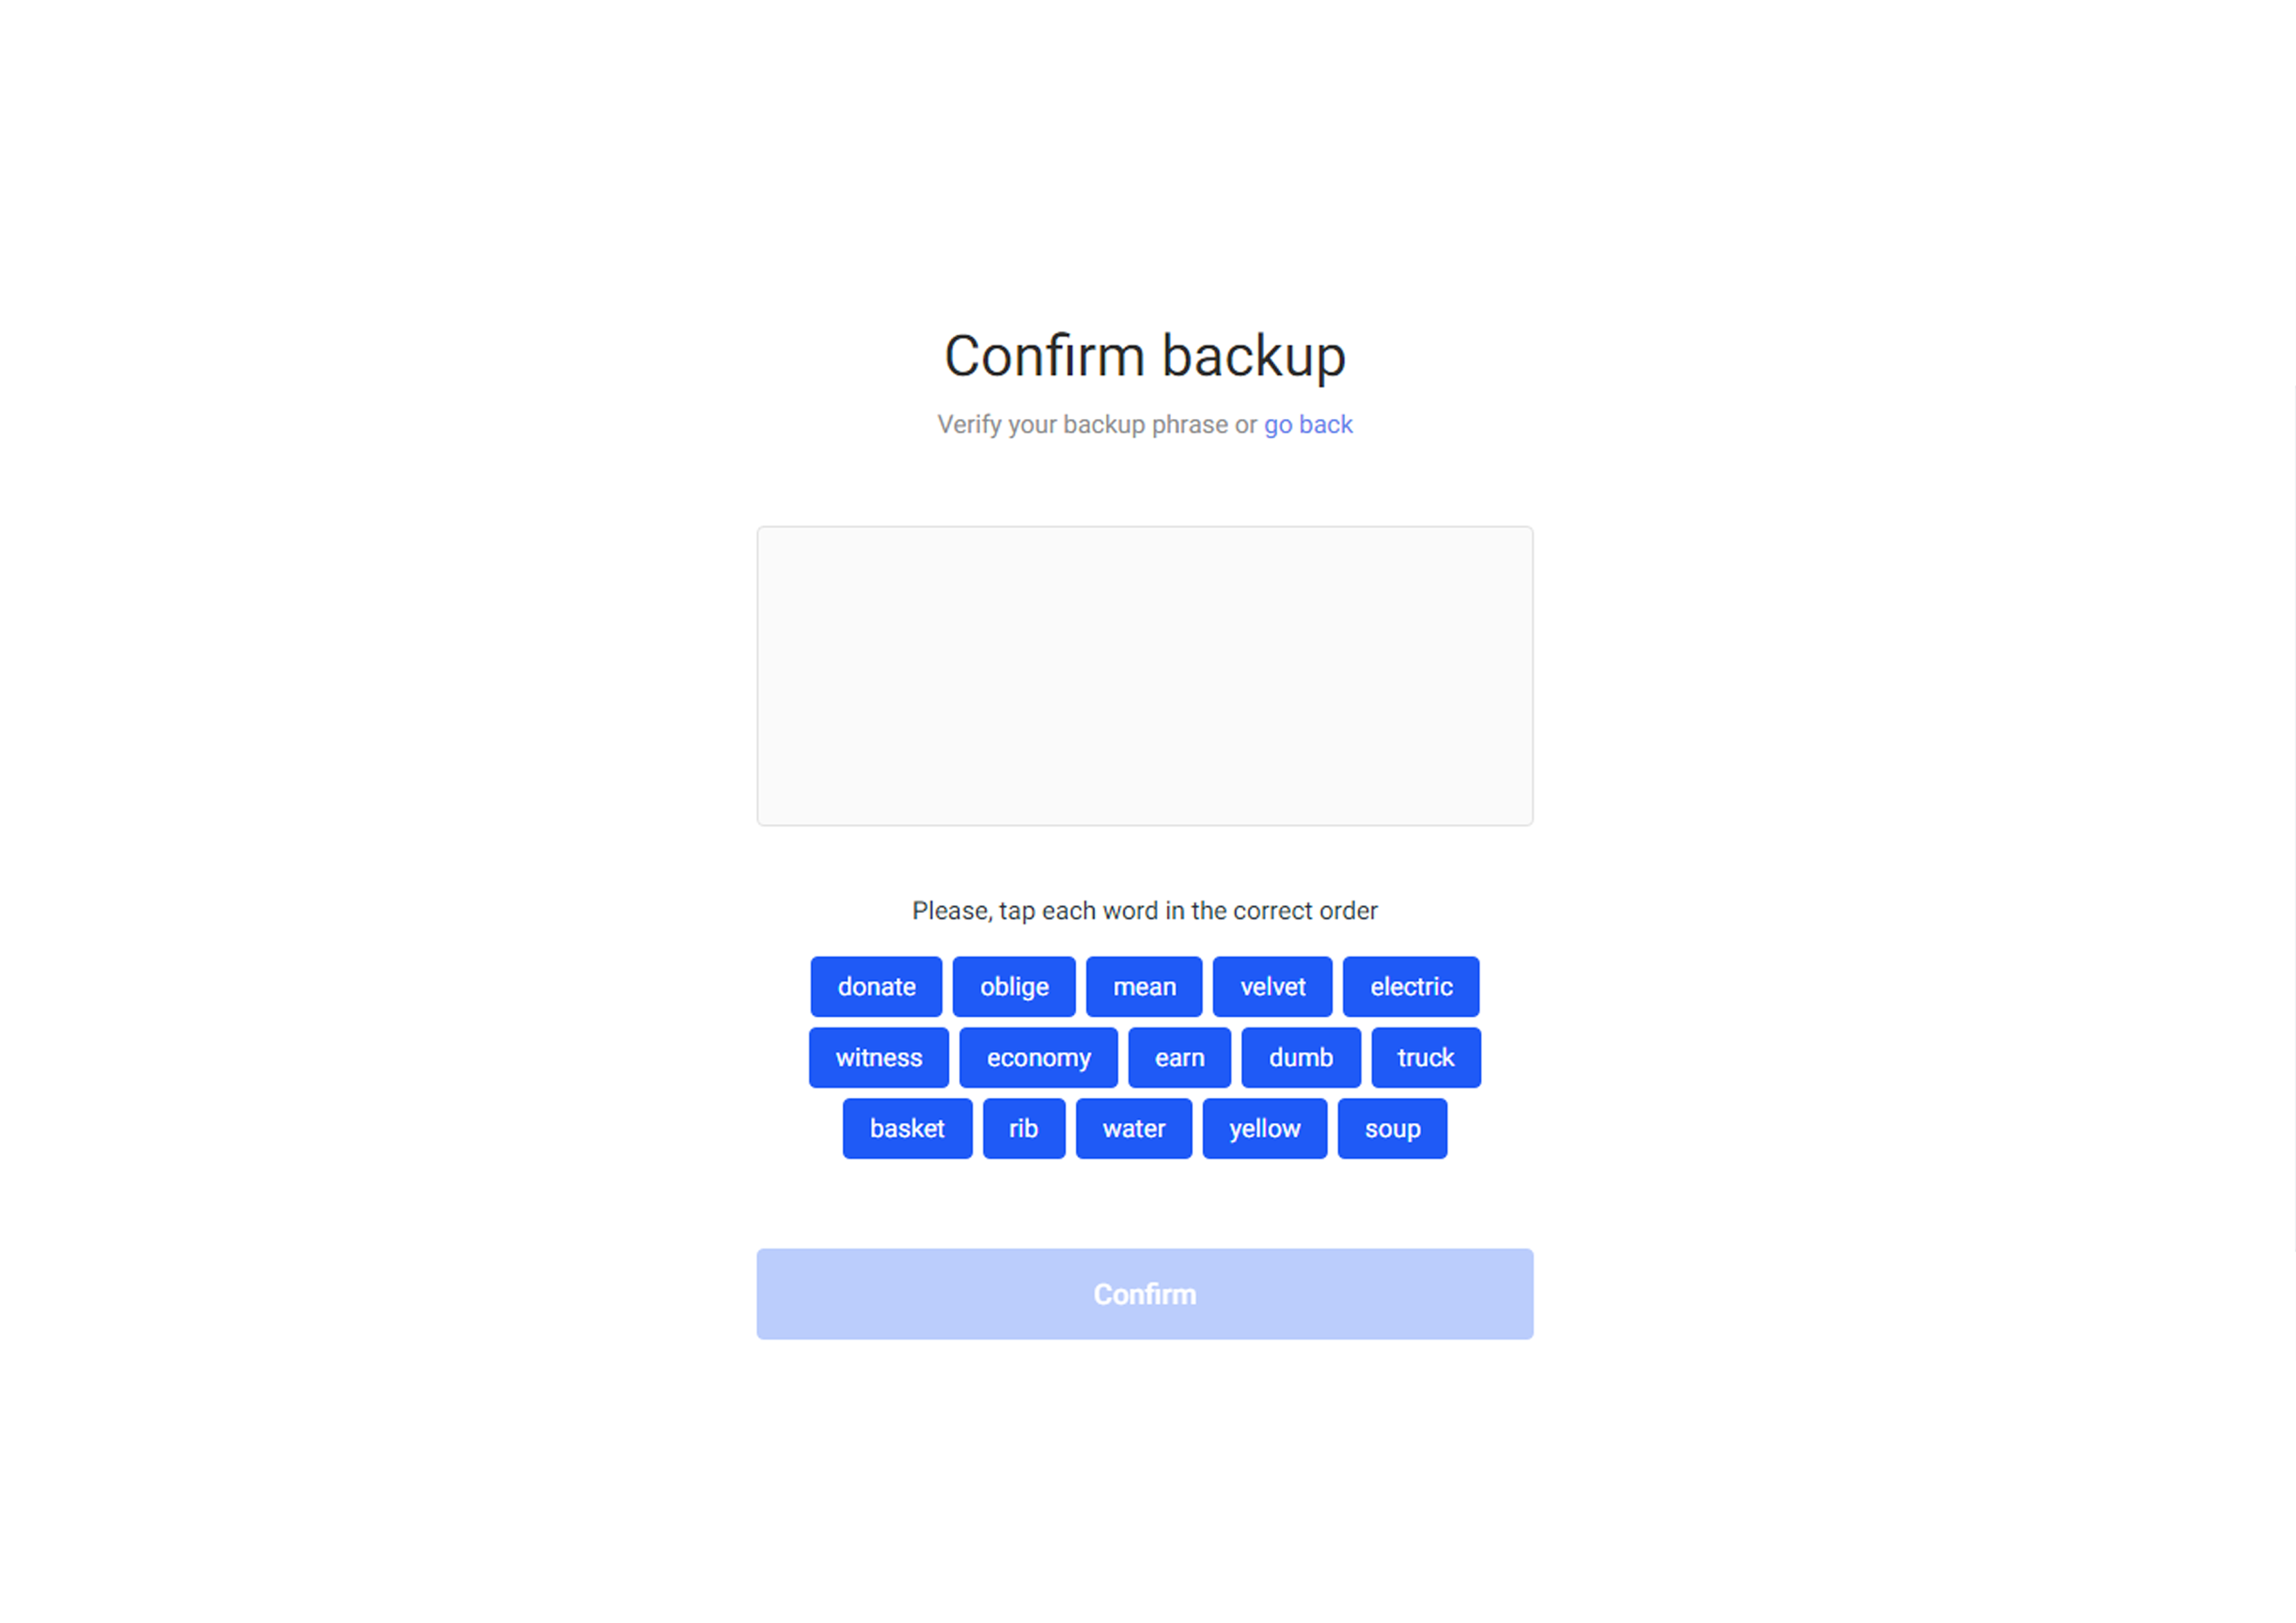 Confirm backup
Verify your backup phrase or go back
Please, tap each word in the correct order
donate oblige mean velvet electric
witness economy earn dumb truck
basket rib water yellow soup
Confirm